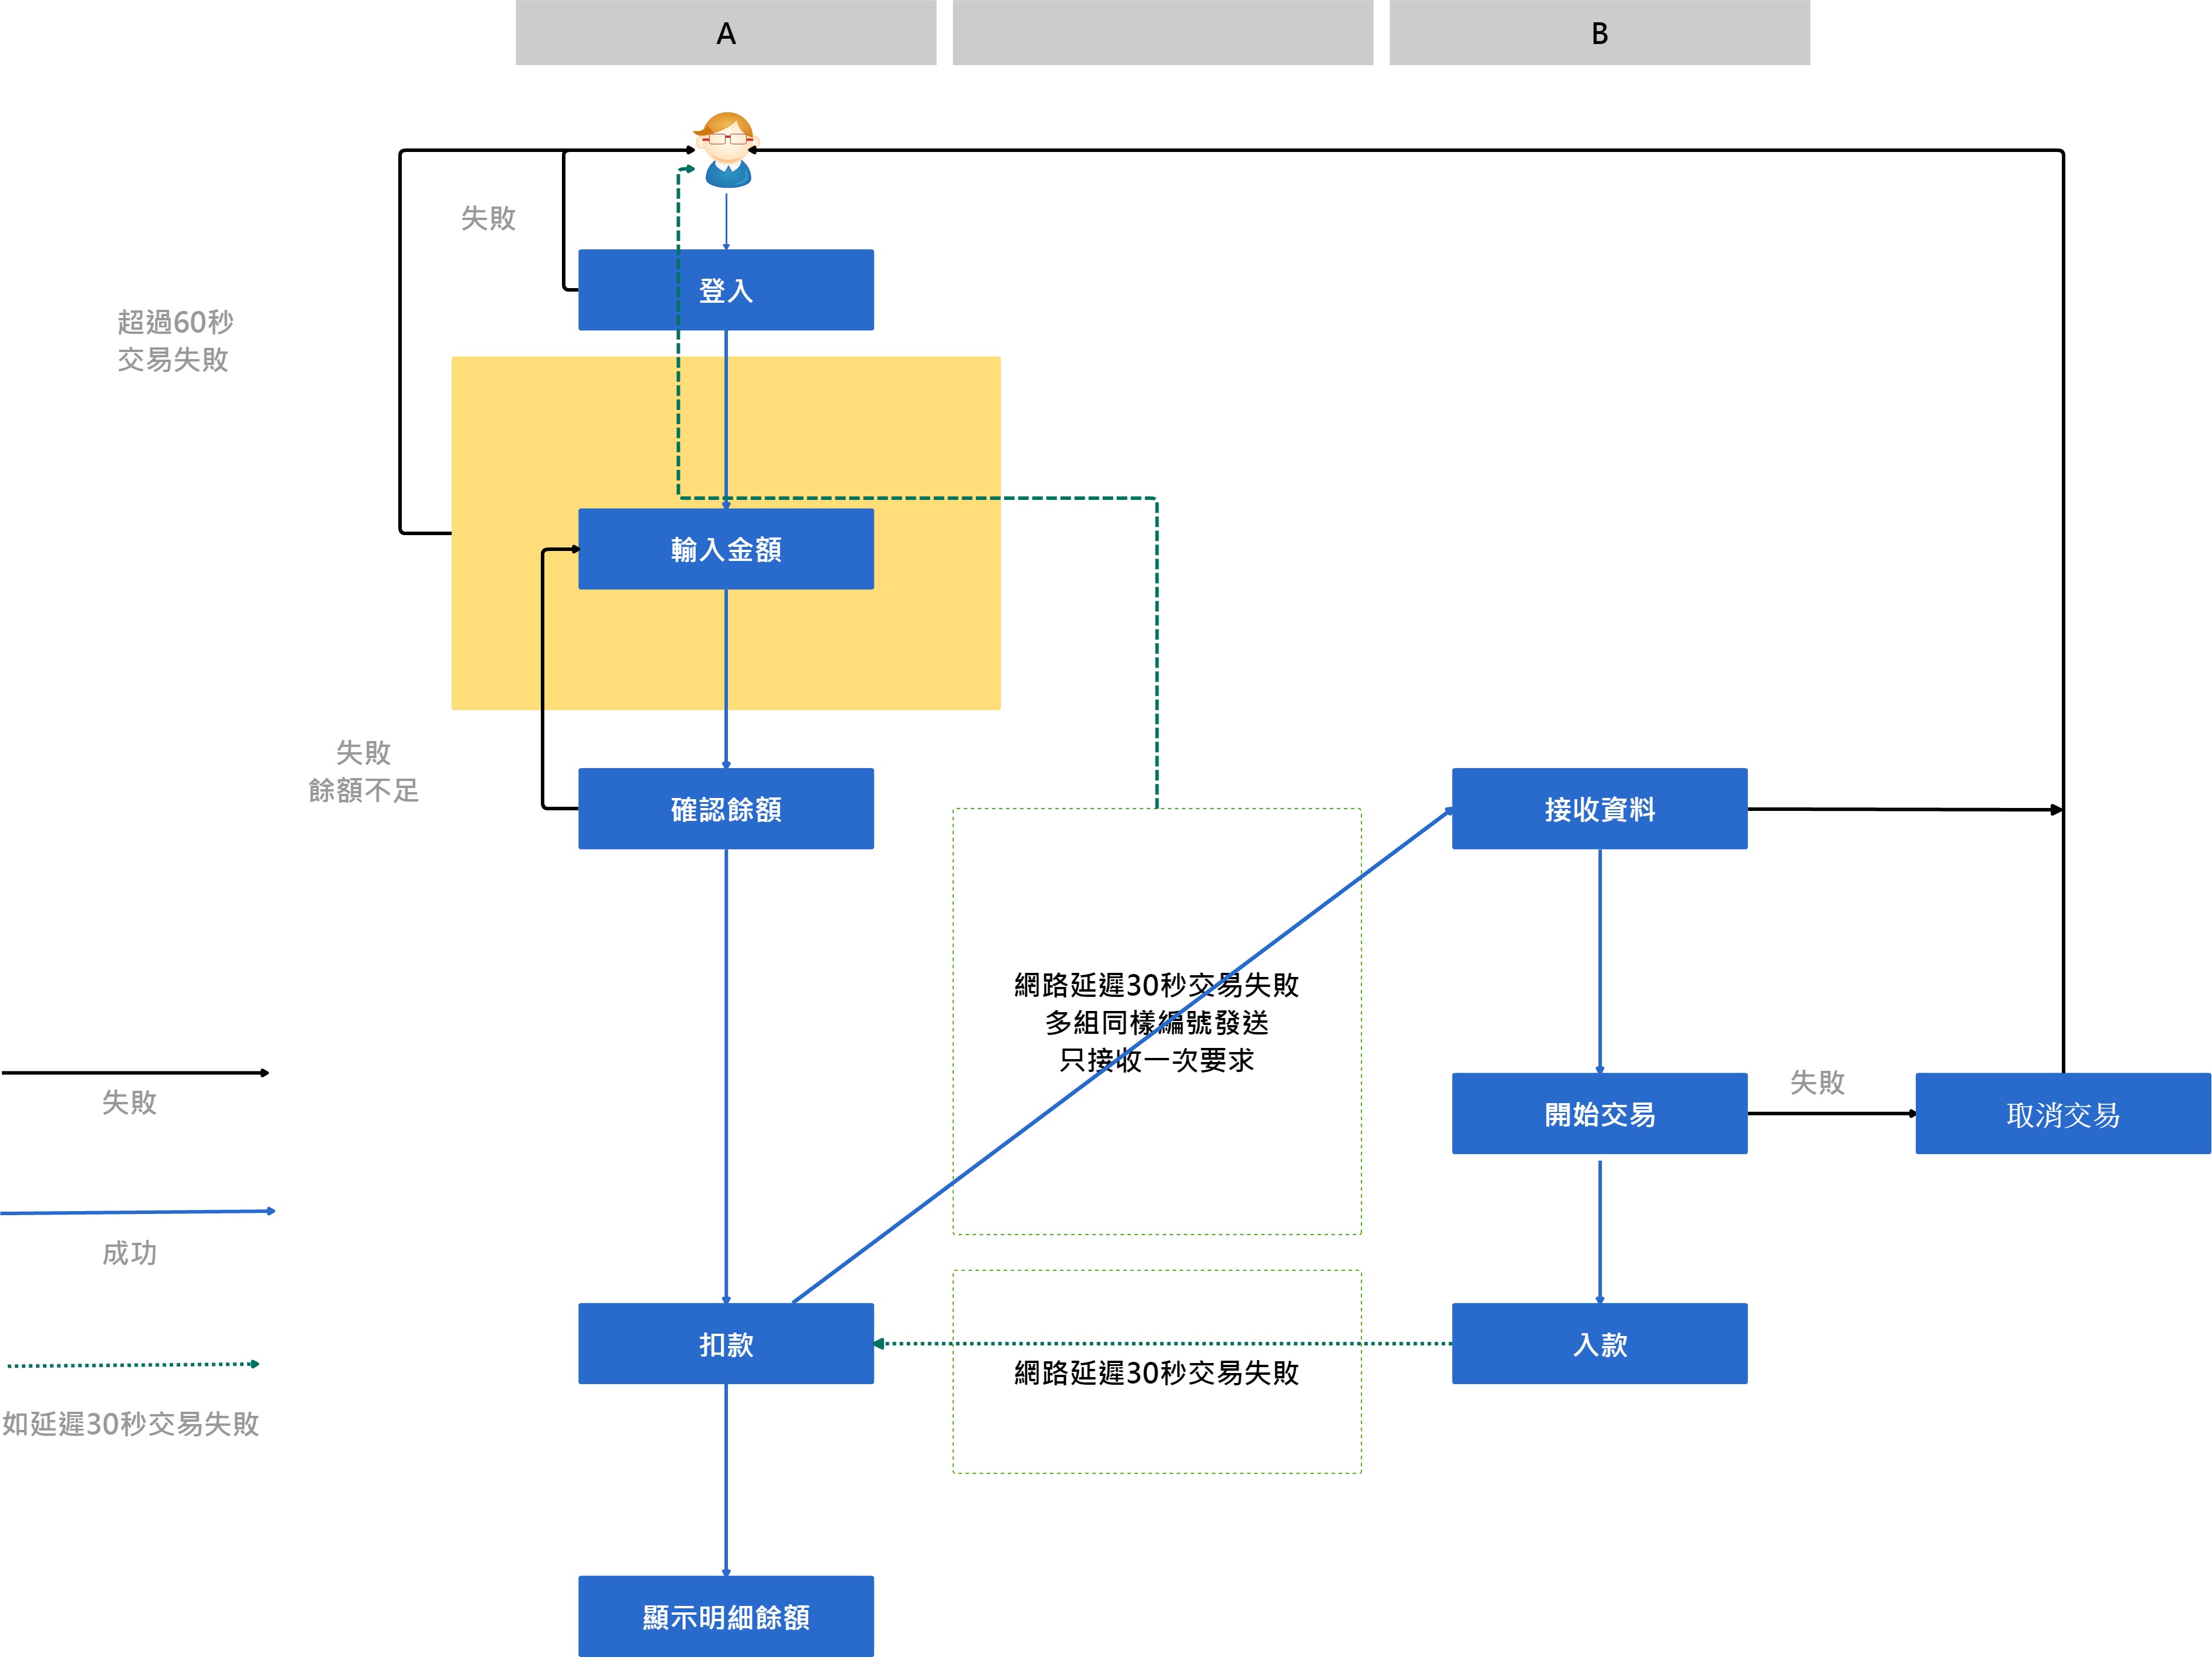 A
B
失敗
登入
超過60秒
交易失敗
輸入金額
失敗
餘額不足
確認餘額
接收資料
網路延遲30秒交易失敗
多組同樣編號發送
只接收一次要求
失敗
失敗
開始交易
取消交易
成功
扣款
入款
網路延遲30秒交易失敗
如延遲30秒交易失敗
顯示明細餘額